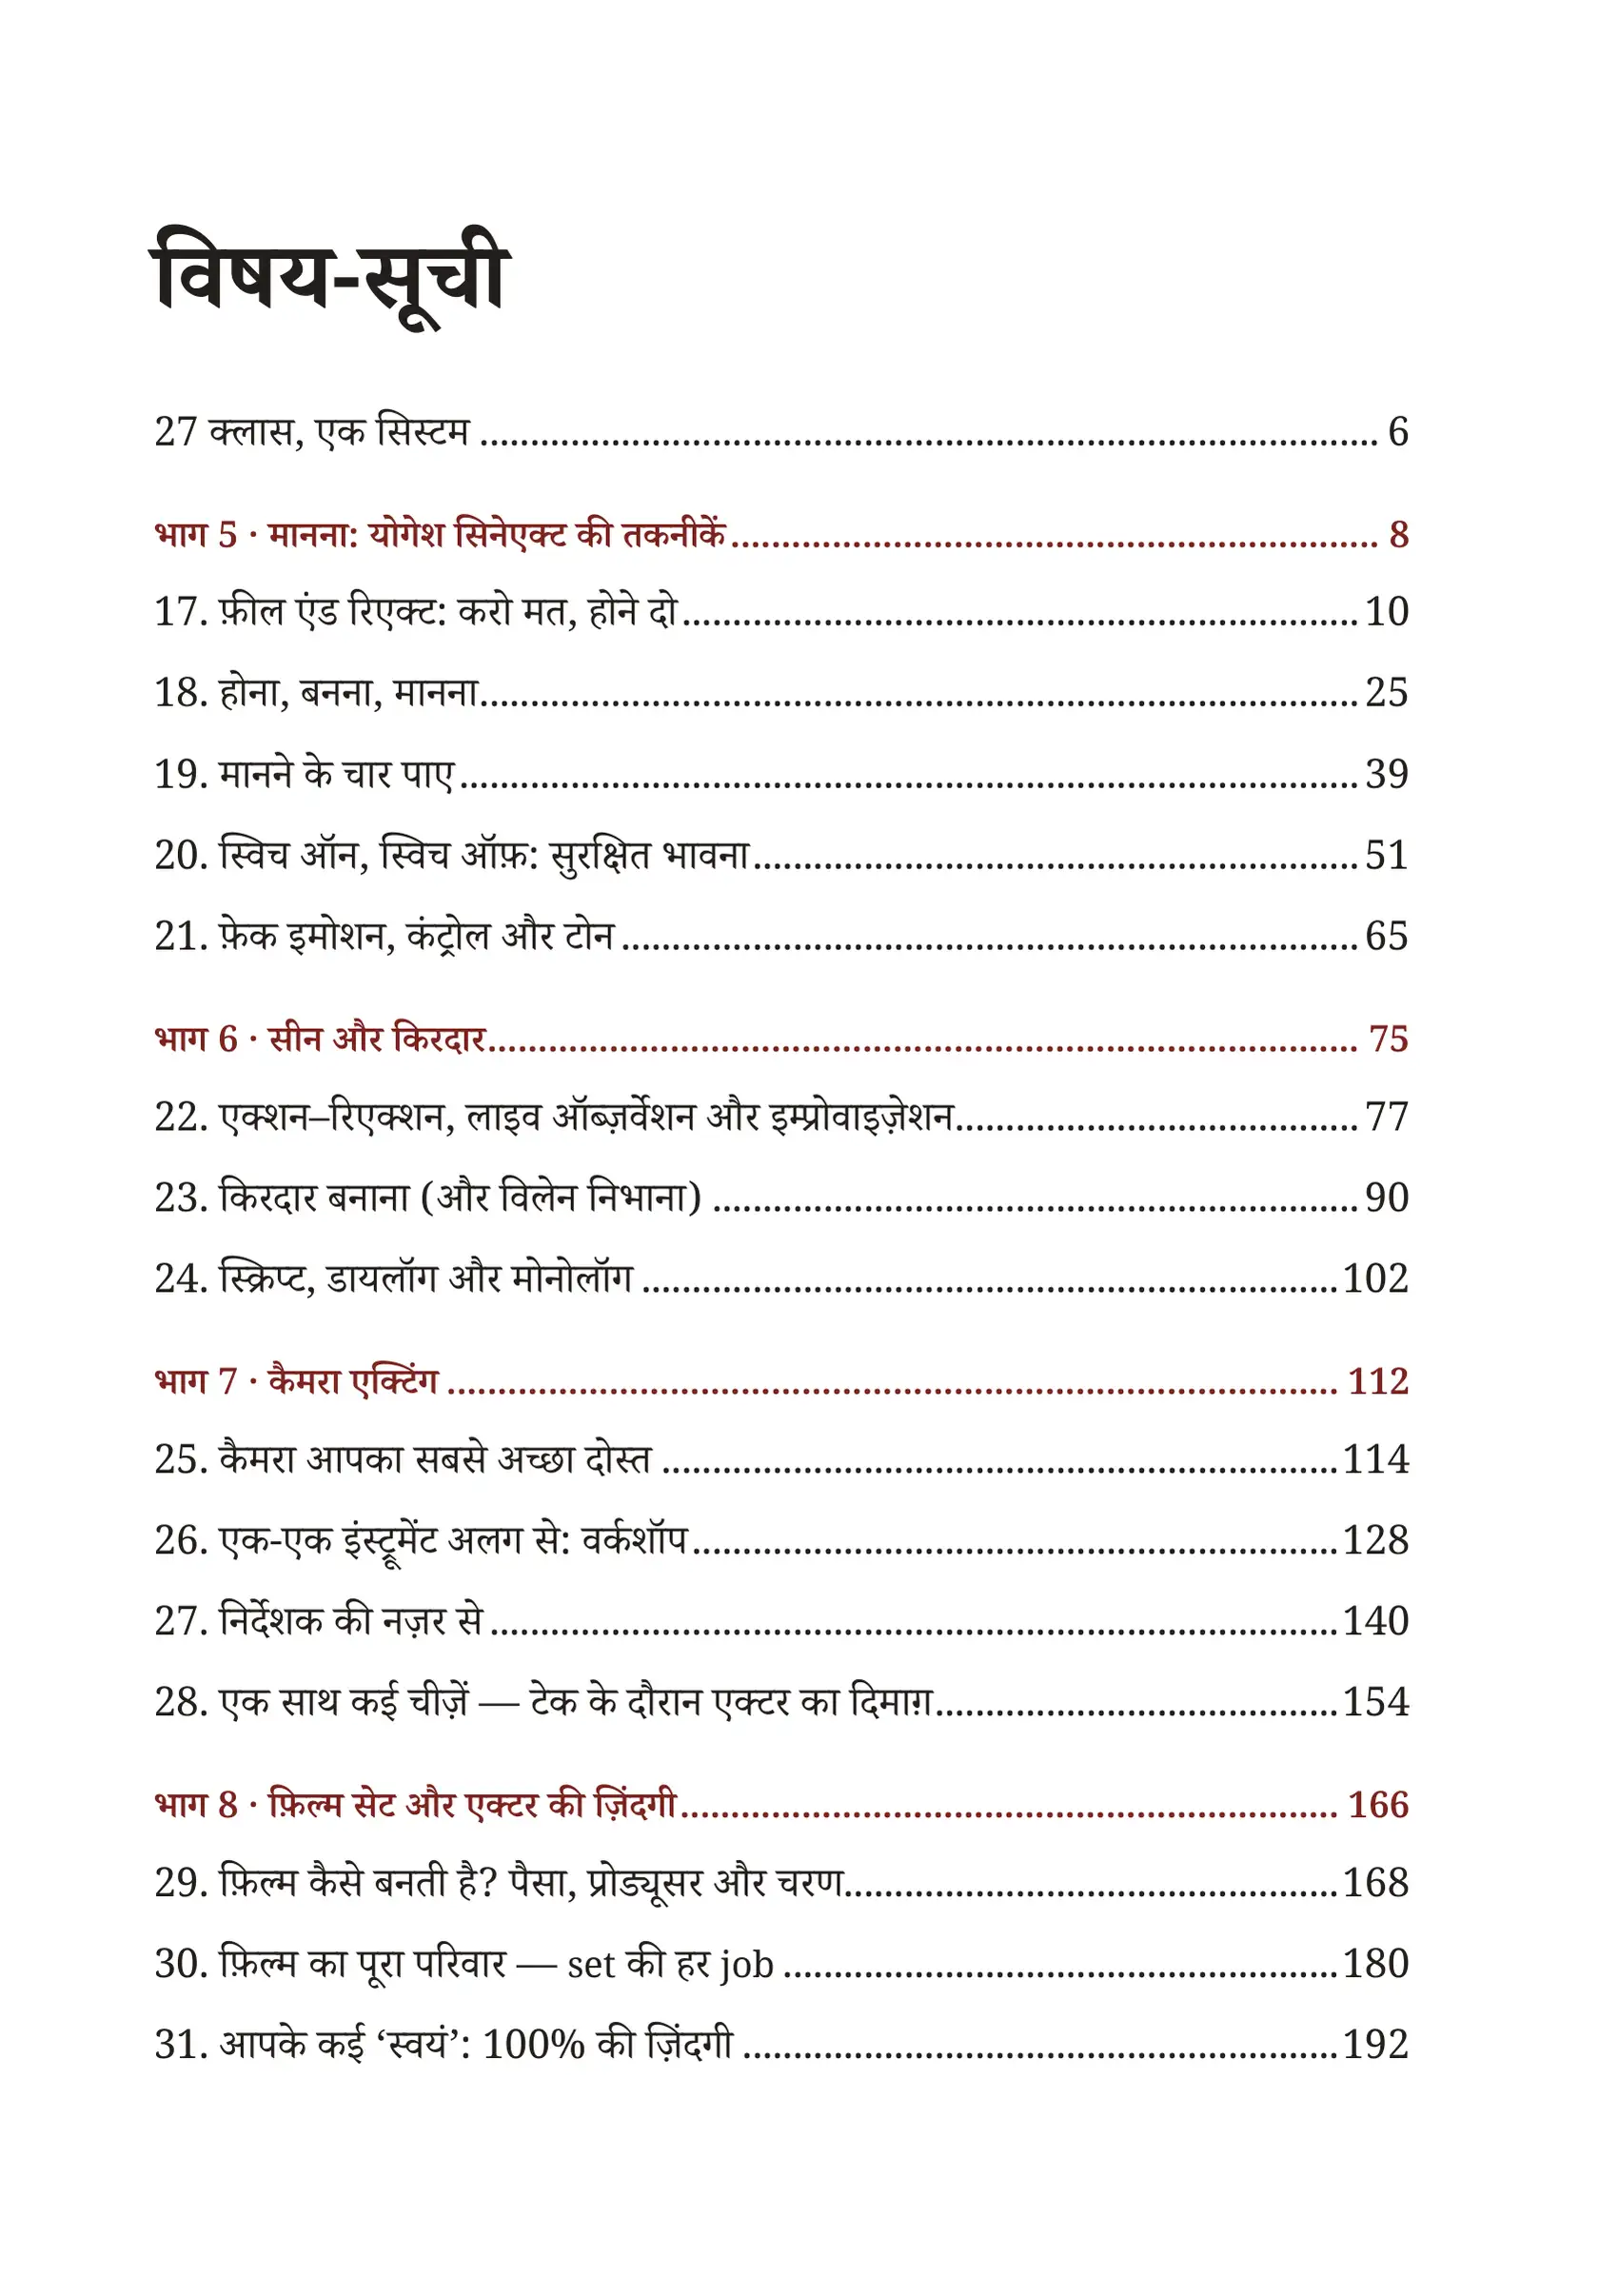 विषय-सूची
27 क्लास, एक सिस्टम ........ 6
भाग 5 · मानना: योगेश सिनेएक्ट की तकनीकें ........ 8
17. फ़ील एंड रिएक्ट: करो मत, होने दो ........ 10
18. होना, बनना, मानना ........ 25
19. मानने के चार पाए ........ 39
20. स्विच ऑन, स्विच ऑफ़: सुरक्षित भावना ........ 51
21. फ़ेक इमोशन, कंट्रोल और टोन ........ 65
भाग 6 · सीन और किरदार ........ 75
22. एक्शन–रिएक्शन, लाइव ऑब्ज़र्वेशन और इम्प्रोवाइज़ेशन ........ 77
23. किरदार बनाना (और विलेन निभाना) ........ 90
24. स्क्रिप्ट, डायलॉग और मोनोलॉग ........ 102
भाग 7 · कैमरा एक्टिंग ........ 112
25. कैमरा आपका सबसे अच्छा दोस्त ........ 114
26. एक-एक इंस्ट्रूमेंट अलग से: वर्कशॉप ........ 128
27. निर्देशक की नज़र से ........ 140
28. एक साथ कई चीज़ें — टेक के दौरान एक्टर का दिमाग़ ........ 154
भाग 8 · फ़िल्म सेट और एक्टर की ज़िंदगी ........ 166
29. फ़िल्म कैसे बनती है? पैसा, प्रोड्यूसर और चरण ........ 168
30. फ़िल्म का पूरा परिवार — set की हर job ........ 180
31. आपके कई ‘स्वयं’: 100% की ज़िंदगी ........ 192